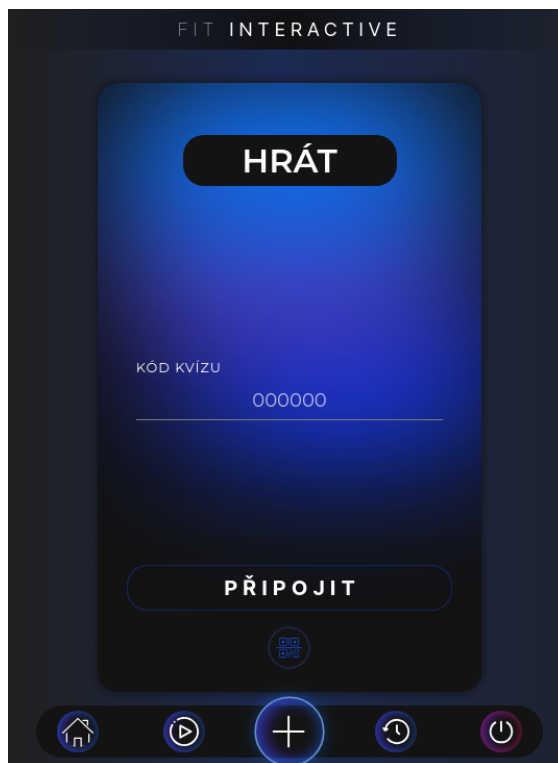 FIT INTERACTIVE
HRÁT
KÓD KVÍZU
000000
PŘIPOJIT